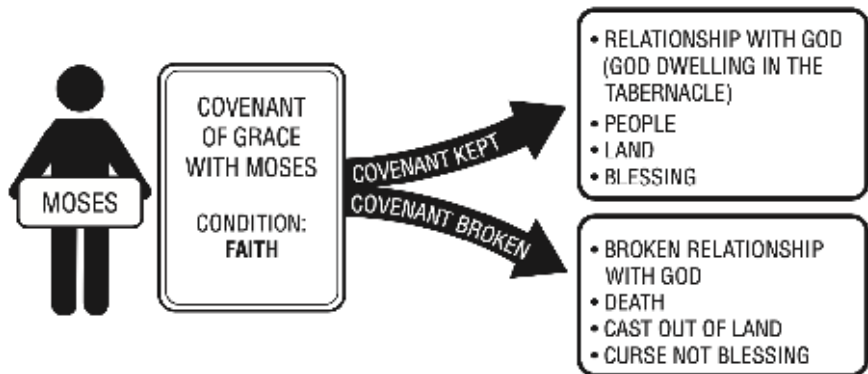 MOSES
COVENANT
OF GRACE
WITH MOSES
CONDITION:
FAITH
COVENANT KEPT
COVENANT BROKEN
• RELATIONSHIP WITH GOD
(GOD DWELLING IN THE
TABERNACLE)
• PEOPLE
• LAND
• BLESSING
• BROKEN RELATIONSHIP
WITH GOD
• DEATH
• CAST OUT OF LAND
• CURSE NOT BLESSING